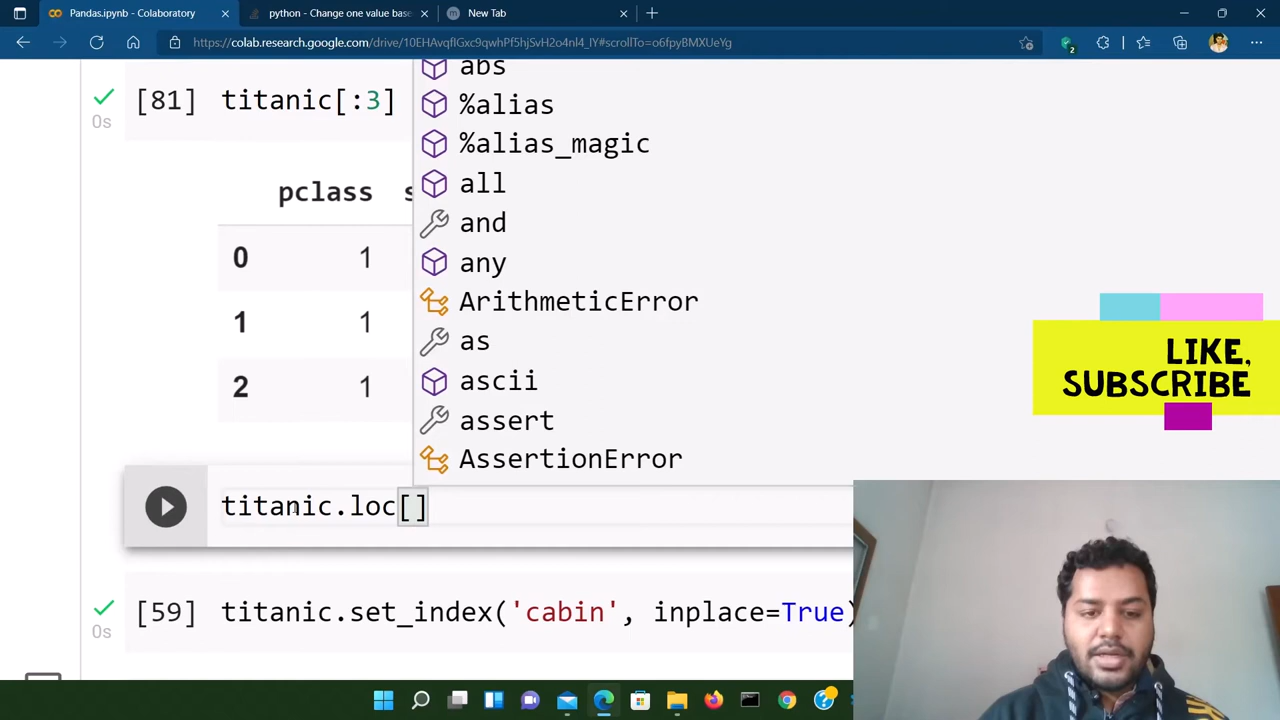 Pandas.ipynb - Colaboratory
python - Change one value base
New Tab
https://colab.research.google.com/drive/10EHAvqflGxc9qwhPf5hjSvH2o4nl4_IY#scrollTo=o6fpyBMXUeYg
2
abs
[81] titanic[:3]
0s
%alias
%alias_magic
all
pclass s
and
0 1
any
ArithmeticError
1 1
as
ascii
2 1
assert
AssertionError
LIKE,
SUBSCRIBE
titanic.loc[]
[59] titanic.set_index('cabin', inplace=True)
0s